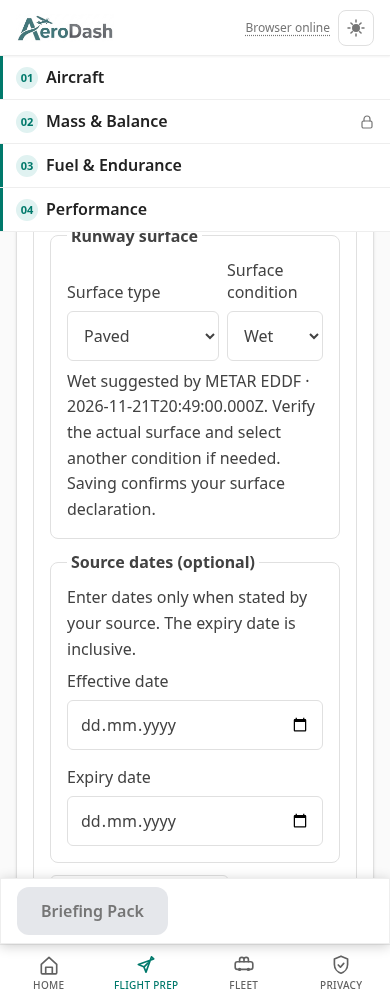 AeroDash
Browser online
01 Aircraft
02 Mass & Balance
03 Fuel & Endurance
04 Performance
Runway surface
Surface type
Surface
condition
Paved
Wet
Wet suggested by METAR EDDF ·
2026-11-21T20:49:00.000Z. Verify
the actual surface and select
another condition if needed.
Saving confirms your surface
declaration.
Source dates (optional)
Enter dates only when stated by
your source. The expiry date is
inclusive.
Effective date
dd.mm.yyyy
Expiry date
dd.mm.yyyy
Briefing Pack
HOME
FLIGHT PREP
FLEET
PRIVACY